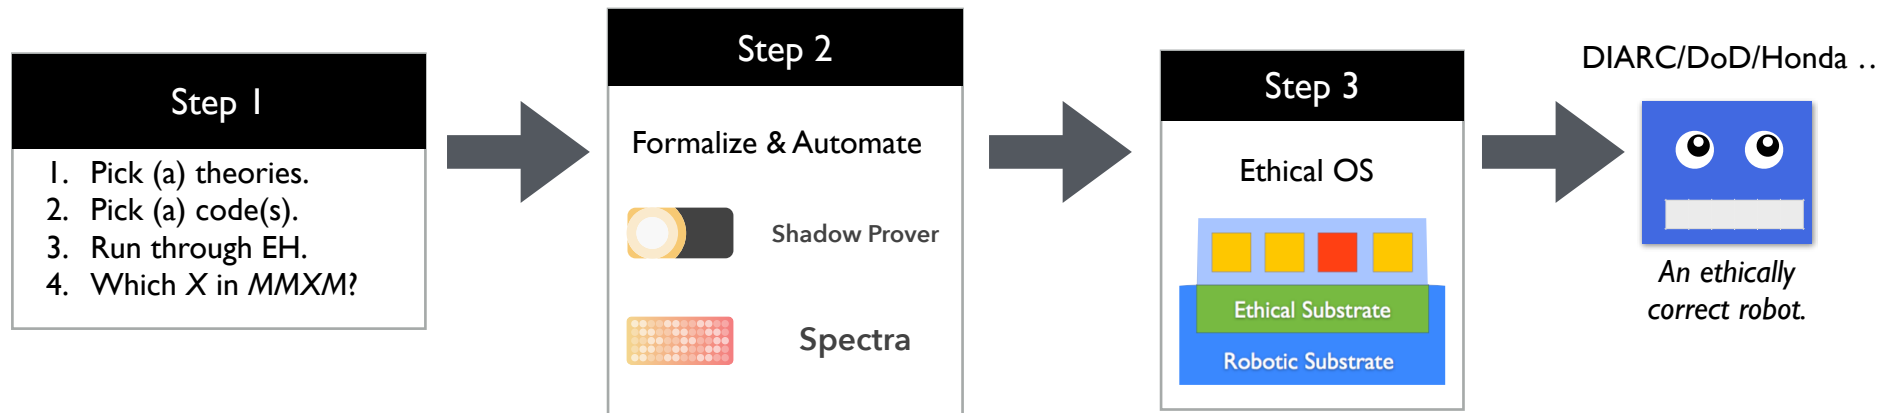 Step 1
1. Pick (a) theories.
2. Pick (a) code(s).
3. Run through EH.
4. Which X in MMXM?
Step 2
Formalize & Automate
Shadow Prover
Spectra
Step 3
Ethical OS
Ethical Substrate
Robotic Substrate
DIARC/DoD/Honda ..
An ethically
correct robot.